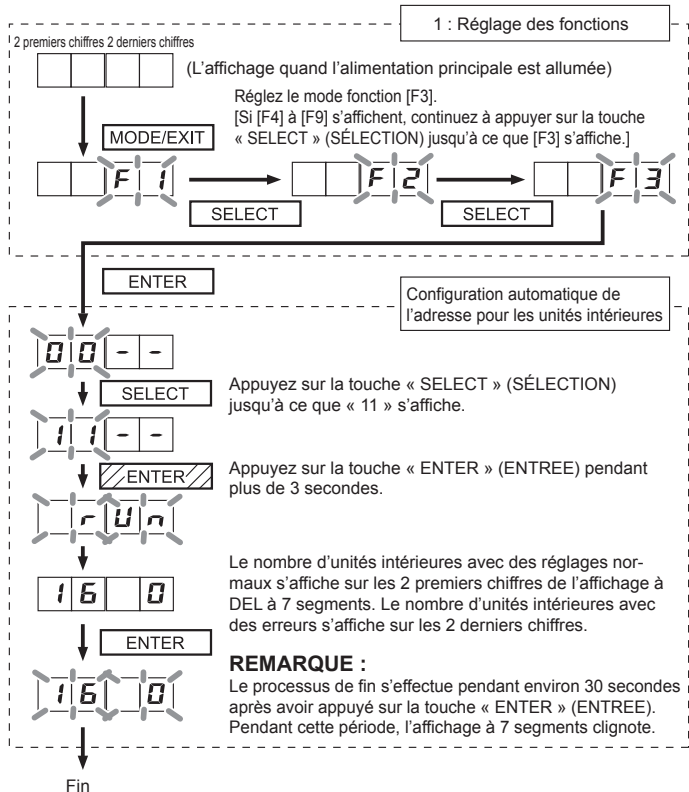 1 : Réglage des fonctions
2 premiers chiffres 2 derniers chiffres
(L’affichage quand l’alimentation principale est allumée)
Réglez le mode fonction [F3].
[Si [F4] à [F9] s’affichent, continuez à appuyer sur la touche
« SELECT » (SÉLECTION) jusqu’à ce que [F3] s’affiche.]
MODE/EXIT
F 1
F 2
F 3
SELECT
SELECT
ENTER
Configuration automatique de
l’adresse pour les unités intérieures
0 0 - -
SELECT
Appuyez sur la touche « SELECT » (SÉLECTION)
jusqu’à ce que « 11 » s’affiche.
1 1 - -
ENTER
Appuyez sur la touche « ENTER » (ENTREE) pendant
plus de 3 secondes.
r U n
Le nombre d’unités intérieures avec des réglages nor-
maux s’affiche sur les 2 premiers chiffres de l’affichage à
DEL à 7 segments. Le nombre d’unités intérieures avec
des erreurs s’affiche sur les 2 derniers chiffres.
1 6 0
ENTER
REMARQUE :
Le processus de fin s’effectue pendant environ 30 secondes
après avoir appuyé sur la touche « ENTER » (ENTREE).
Pendant cette période, l’affichage à 7 segments clignote.
1 6 0
Fin